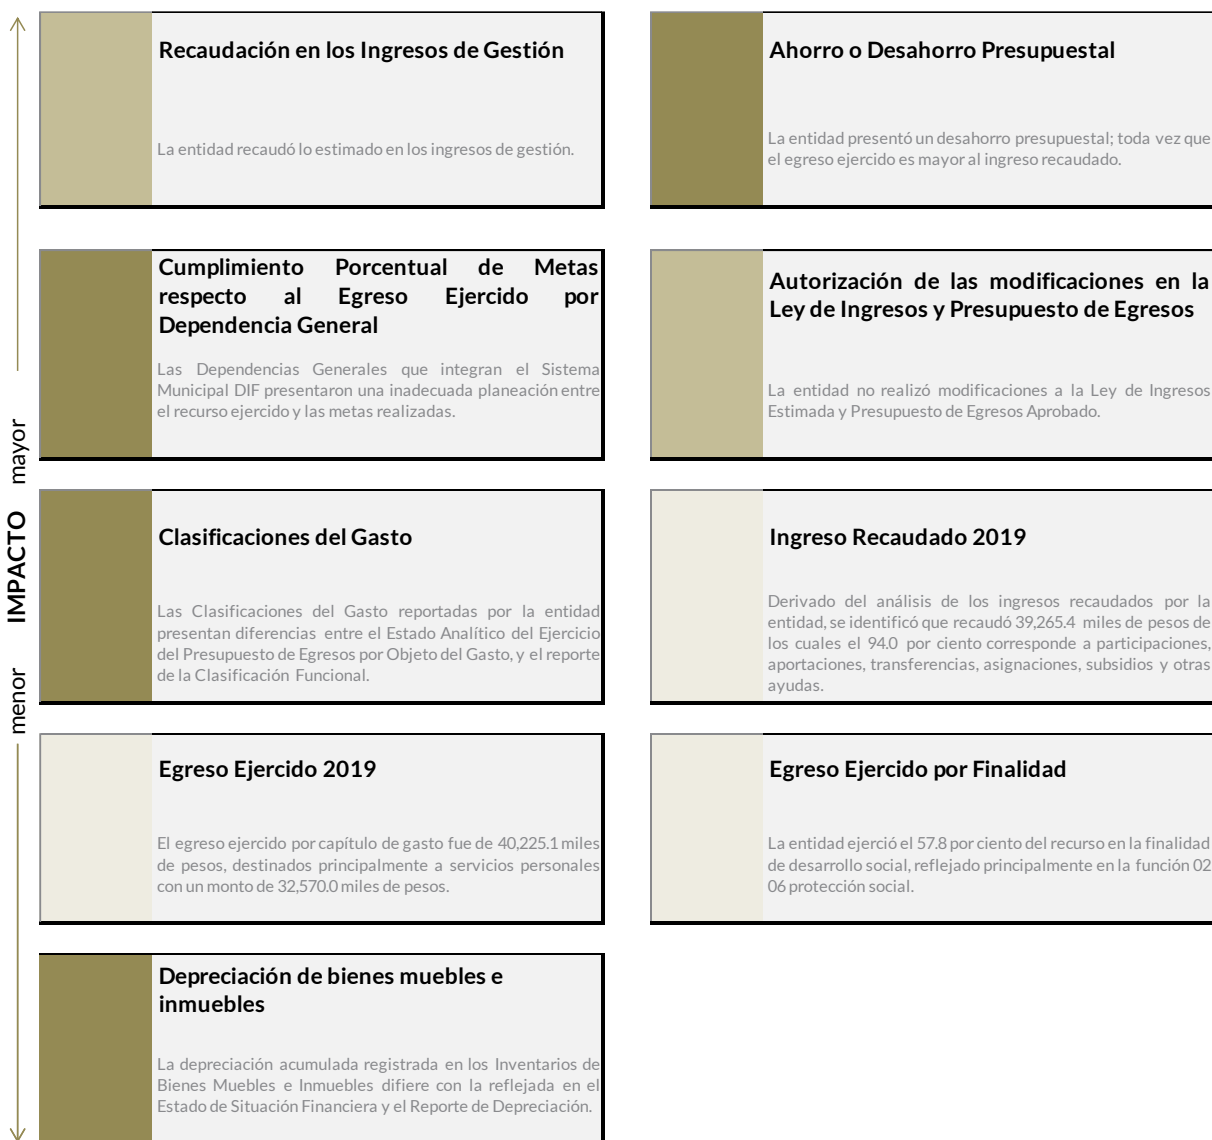 IMPACTO
mayor
menor
Recaudación en los Ingresos de Gestión
La entidad recaudó lo estimado en los ingresos de gestión.
Ahorro o Desahorro Presupuestal
La entidad presentó un desahorro presupuestal; toda vez que
el egreso ejercido es mayor al ingreso recaudado.
Cumplimiento Porcentual de Metas
respecto al Egreso Ejercido por
Dependencia General
Las Dependencias Generales que integran el Sistema
Municipal DIF presentaron una inadecuada planeación entre
el recurso ejercido y las metas realizadas.
Autorización de las modificaciones en la
Ley de Ingresos y Presupuesto de Egresos
La entidad no realizó modificaciones a la Ley de Ingresos
Estimada y Presupuesto de Egresos Aprobado.
Clasificaciones del Gasto
Las Clasificaciones del Gasto reportadas por la entidad
presentan diferencias entre el Estado Analítico del Ejercicio
del Presupuesto de Egresos por Objeto del Gasto, y el reporte
de la Clasificación Funcional.
Ingreso Recaudado 2019
Derivado del análisis de los ingresos recaudados por la
entidad, se identificó que recaudó 39,265.4 miles de pesos de
los cuales el 94.0 por ciento corresponde a participaciones,
aportaciones, transferencias, asignaciones, subsidios y otras
ayudas.
Egreso Ejercido 2019
El egreso ejercido por capítulo de gasto fue de 40,225.1 miles
de pesos, destinados principalmente a servicios personales
con un monto de 32,570.0 miles de pesos.
Egreso Ejercido por Finalidad
La entidad ejerció el 57.8 por ciento del recurso en la finalidad
de desarrollo social, reflejado principalmente en la función 02
06 protección social.
Depreciación de bienes muebles e
inmuebles
La depreciación acumulada registrada en los Inventarios de
Bienes Muebles e Inmuebles difiere con la reflejada en el
Estado de Situación Financiera y el Reporte de Depreciación.